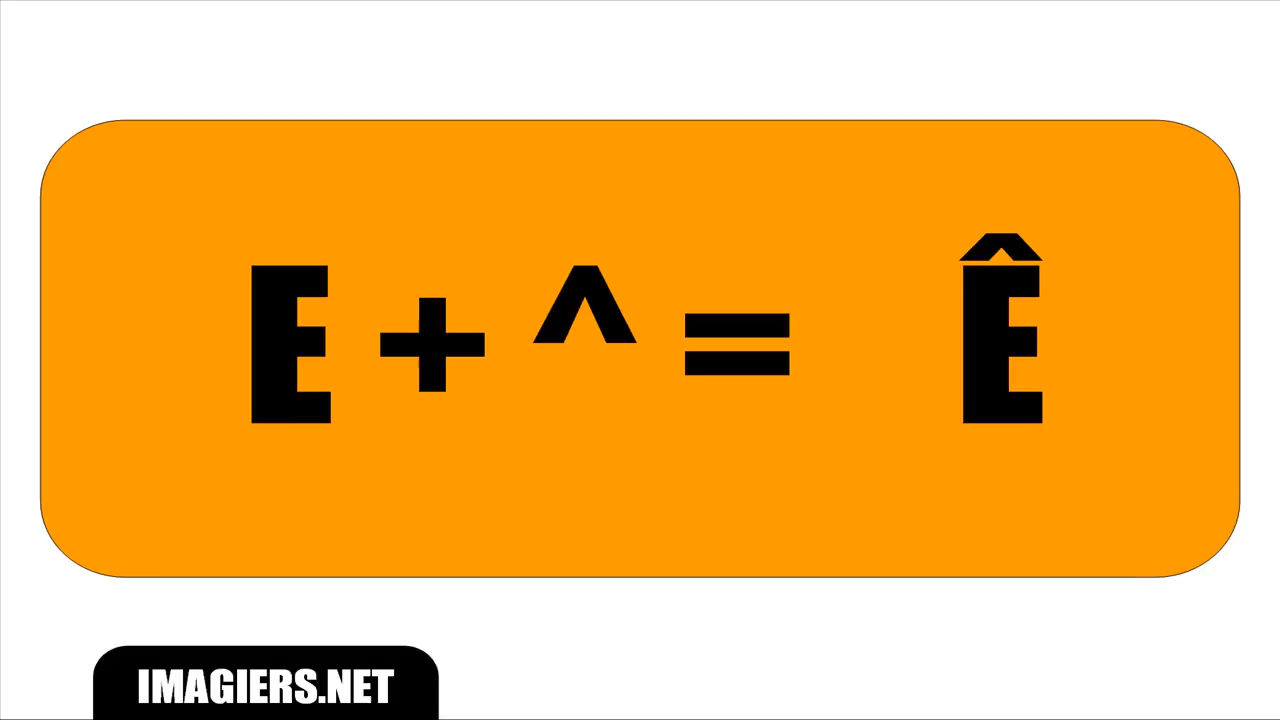 E + ^ = Ê
IMAGIERS.NET